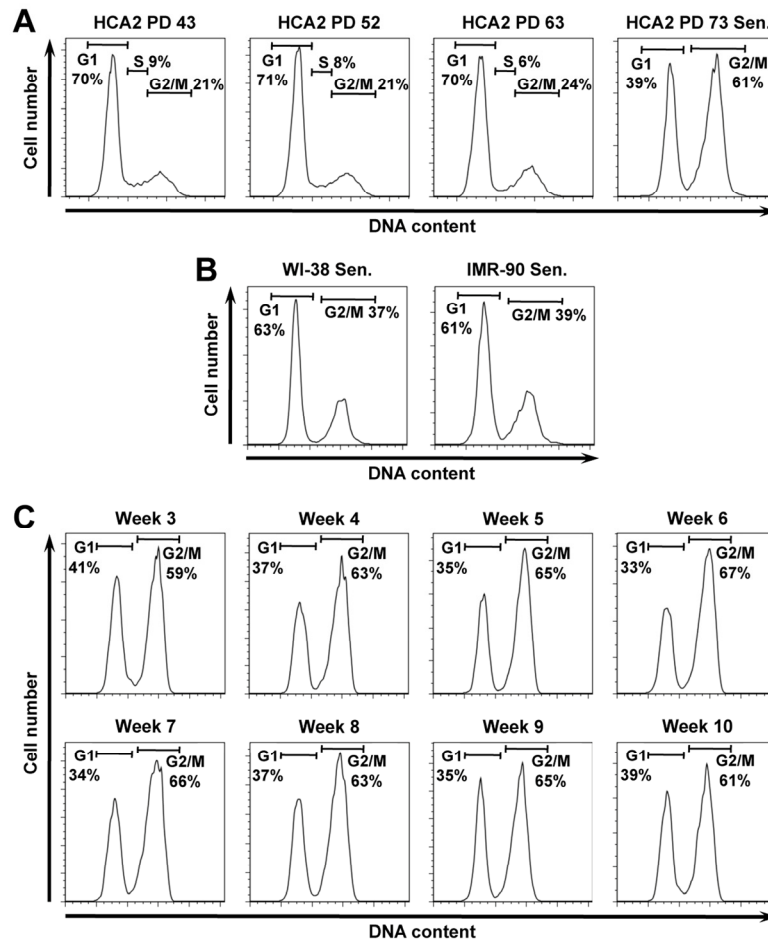 A
HCA2 PD 43
HCA2 PD 52
HCA2 PD 63
HCA2 PD 73 Sen.
Cell number
G1
70%
S 9%
G2/M 21%
G1
71%
S 8%
G2/M 21%
G1
70%
S 6%
G2/M 24%
G1
39%
G2/M
61%
DNA content
B
WI-38 Sen.
IMR-90 Sen.
Cell number
G1
63%
G2/M 37%
G1
61%
G2/M 39%
DNA content
C
Week 3
Week 4
Week 5
Week 6
Cell number
G1
41%
G2/M
59%
G1
37%
G2/M
63%
G1
35%
G2/M
65%
G1
33%
G2/M
67%
Week 7
Week 8
Week 9
Week 10
G1
34%
G2/M
66%
G1
37%
G2/M
63%
G1
35%
G2/M
65%
G1
39%
G2/M
61%
DNA content